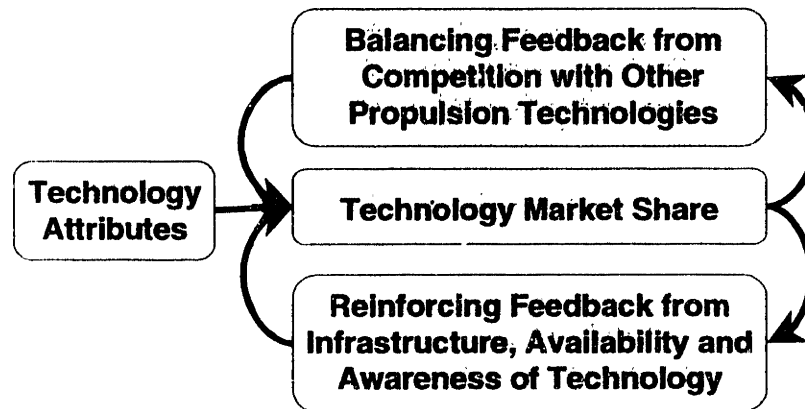 Balancing Feedback from
Competition with Other
Propulsion Technologies
Technology
Attributes
Technology Market Share
Reinforcing Feedback from
Infrastructure, Availability and
Awareness of Technology